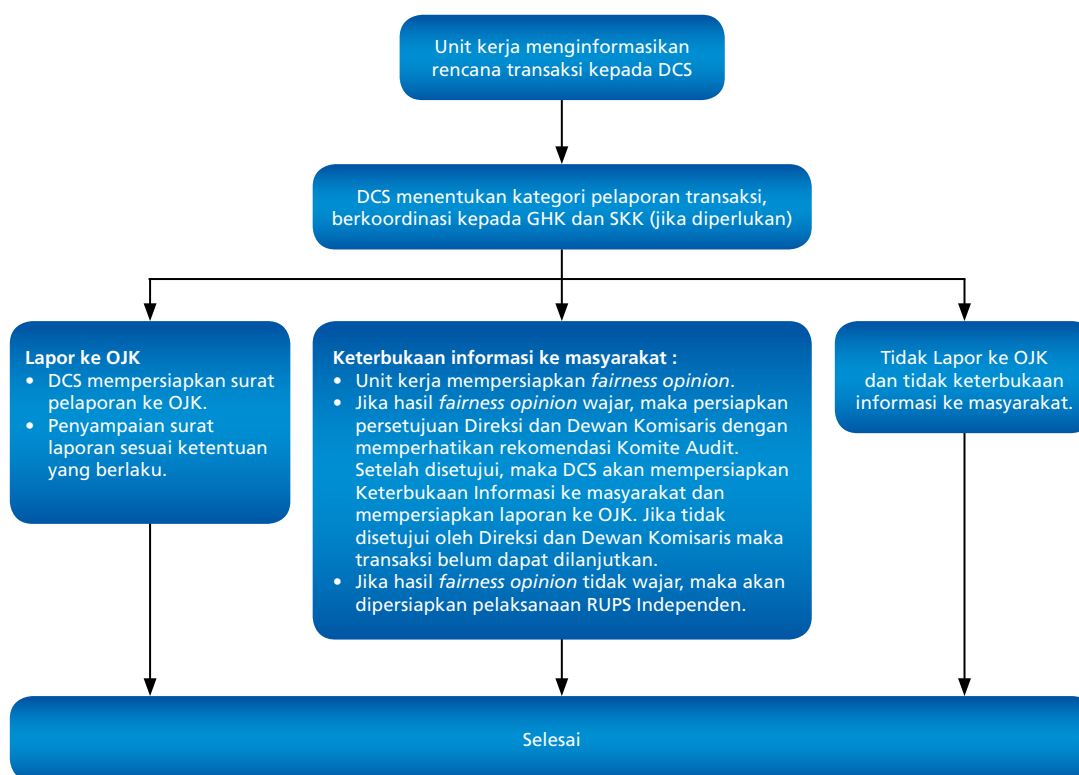 Unit kerja menginformasikan
rencana transaksi kepada DCS
DCS menentukan kategori pelaporan transaksi,
berkoordinasi kepada GHK dan SKK (jika diperlukan)
Lapor ke OJK
• DCS mempersiapkan surat
pelaporan ke OJK.
• Penyampaian surat
laporan sesuai ketentuan
yang berlaku.
Keterbukaan informasi ke masyarakat :
• Unit kerja mempersiapkan fairness opinion.
• Jika hasil fairness opinion wajar, maka persiapkan
persetujuan Direksi dan Dewan Komisaris dengan
memperhatikan rekomendasi Komite Audit.
Setelah disetujui, maka DCS akan mempersiapkan
Keterbukaan Informasi ke masyarakat dan
mempersiapkan laporan ke OJK. Jika tidak
disetujui oleh Direksi dan Dewan Komisaris maka
transaksi belum dapat dilanjutkan.
• Jika hasil fairness opinion tidak wajar, maka akan
dipersiapkan pelaksanaan RUPS Independen.
Tidak Lapor ke OJK
dan tidak keterbukaan
informasi ke masyarakat.
Selesai